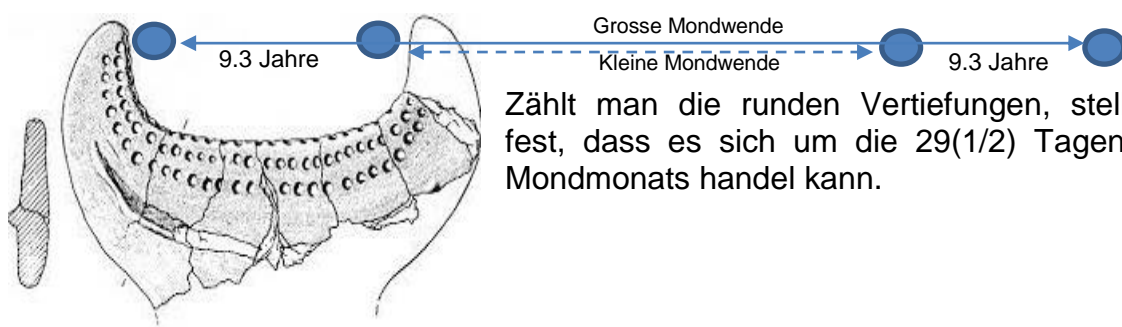 Grosse Mondwende
9.3 Jahre
Kleine Mondwende
9.3 Jahre
Zählt man die runden Vertiefungen, stel
fest, dass es sich um die 29(1/2) Tagen
Mondmonats handel kann.